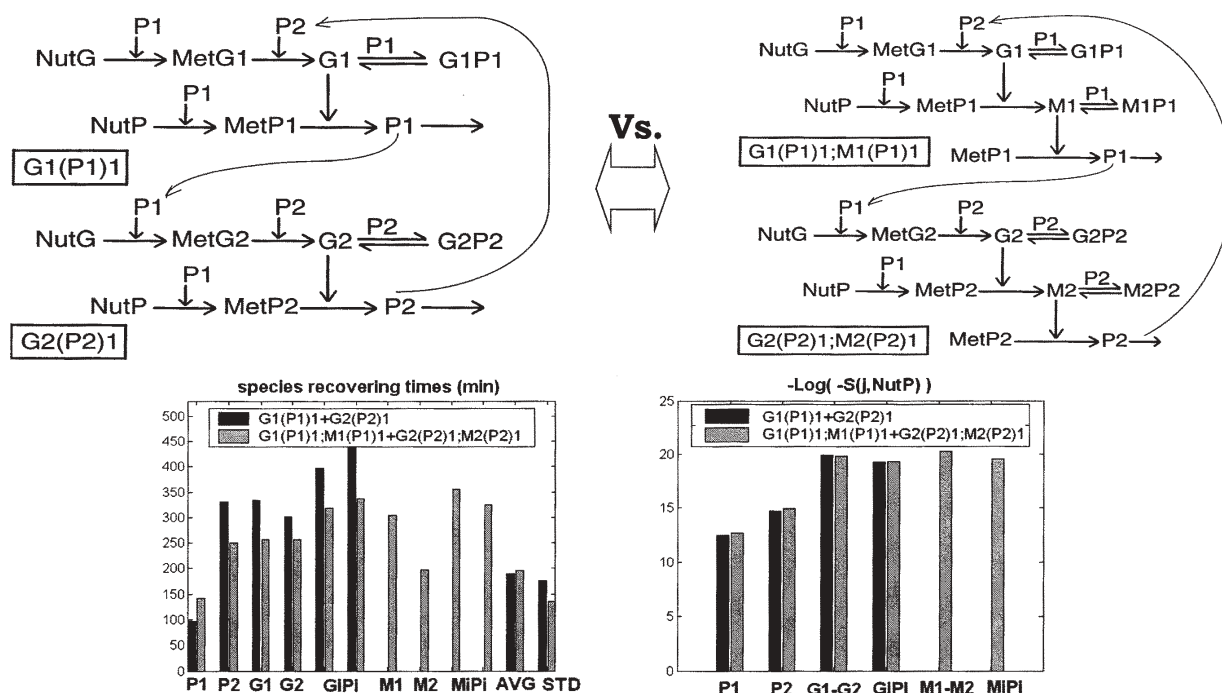 P1 P2
NutG MetG1 G1 P1 G1P1
P1
NutP MetP1 P1
G1(P1)1
P1 P2
NutG MetG2 G2 P2 G2P2
P1
NutP MetP2 P2
G2(P2)1
Vs.
P1 P2
NutG MetG1 G1 P1 G1P1
P1
NutP MetP1 M1 P1 M1P1
G1(P1)1;M1(P1)1
MetP1 P1
P1 P2
NutG MetG2 G2 P2 G2P2
P1
NutP MetP2 M2 P2 M2P2
G2(P2)1;M2(P2)1
MetP2 P2
species recovering times (min)
G1(P1)1+G2(P2)1
G1(P1)1;M1(P1)1+G2(P2)1;M2(P2)1
500
450
400
350
300
250
200
150
100
50
0
P1 P2 G1 G2 GiPi M1 M2 MiPi AVG STD
-Log( -S(j,NutP) )
G1(P1)1+G2(P2)1
G1(P1)1;M1(P1)1+G2(P2)1;M2(P2)1
25
20
15
10
5
0
P1 P2 G1-G2 GiPi M1-M2 MiPi